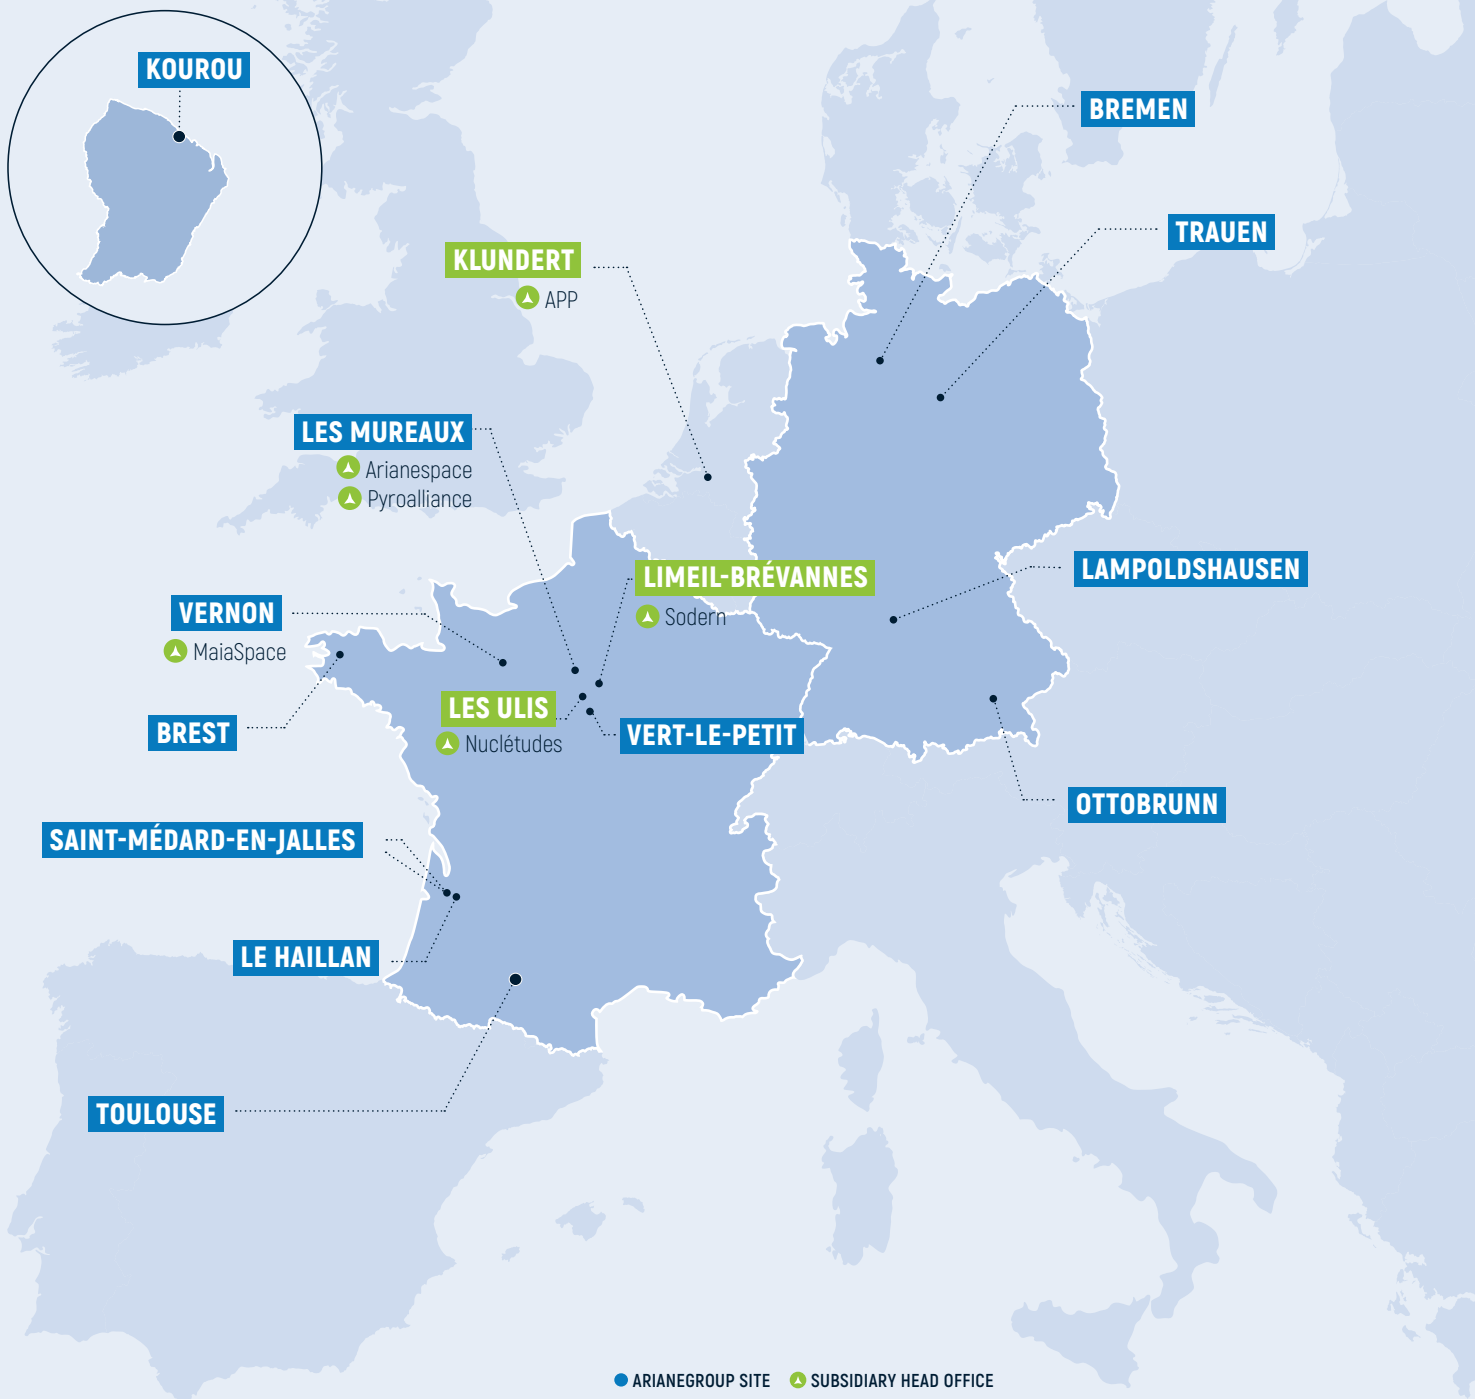 KOUROU
BREMEN
TRAUEN
KLUNDERT
APP
LES MUREAUX
Arianespace
Pyroalliance
LIMEIL-BRÉVANNES
Sodern
LAMPOLDSHAUSEN
VERNON
MaiaSpace
LES ULIS
Nuclétudes
BREST
VERT-LE-PETIT
OTTOBRUNN
SAINT-MÉDARD-EN-JALLES
LE HAILLAN
TOULOUSE
ARIANEGROUP SITE
SUBSIDIARY HEAD OFFICE